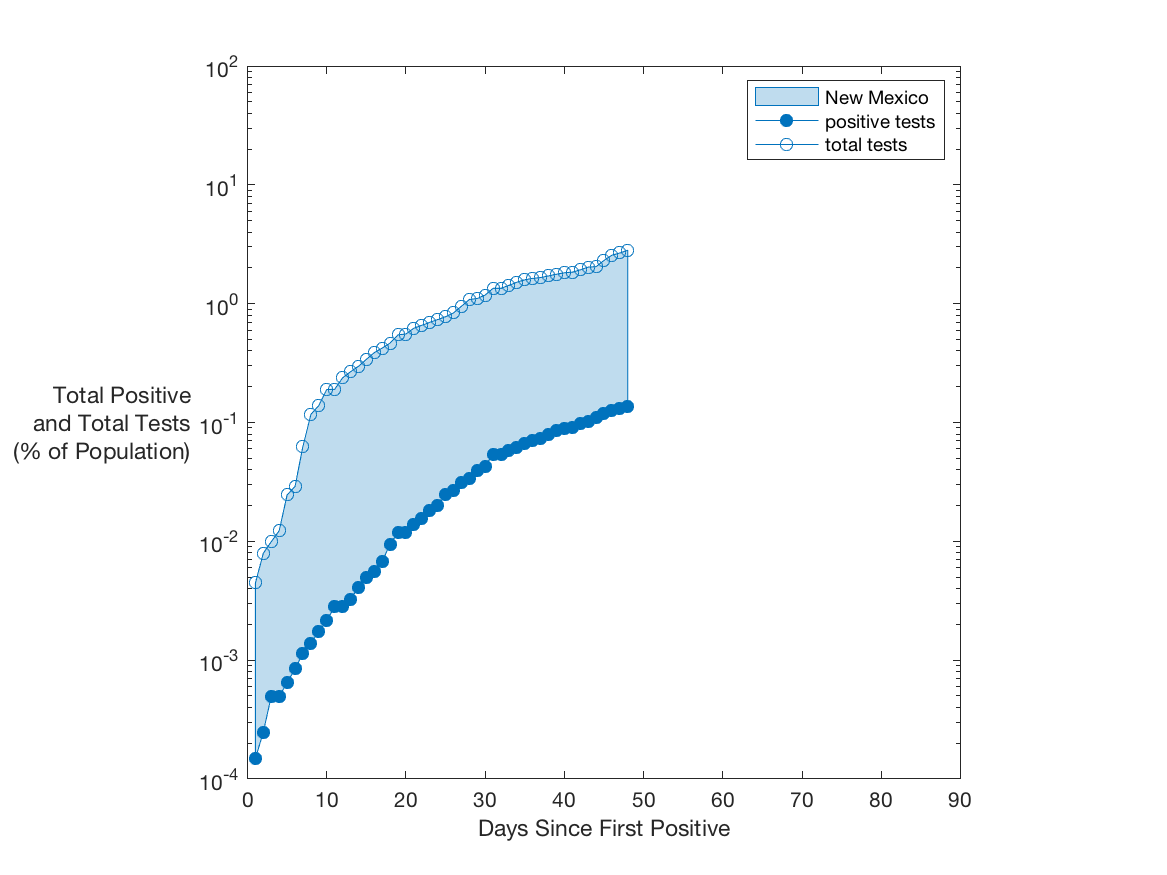 10^2
10^1
10^0
10^-1
10^-2
10^-3
10^-4
Total Positive
and Total Tests
(% of Population)
New Mexico
positive tests
total tests
0 10 20 30 40 50 60 70 80 90
Days Since First Positive